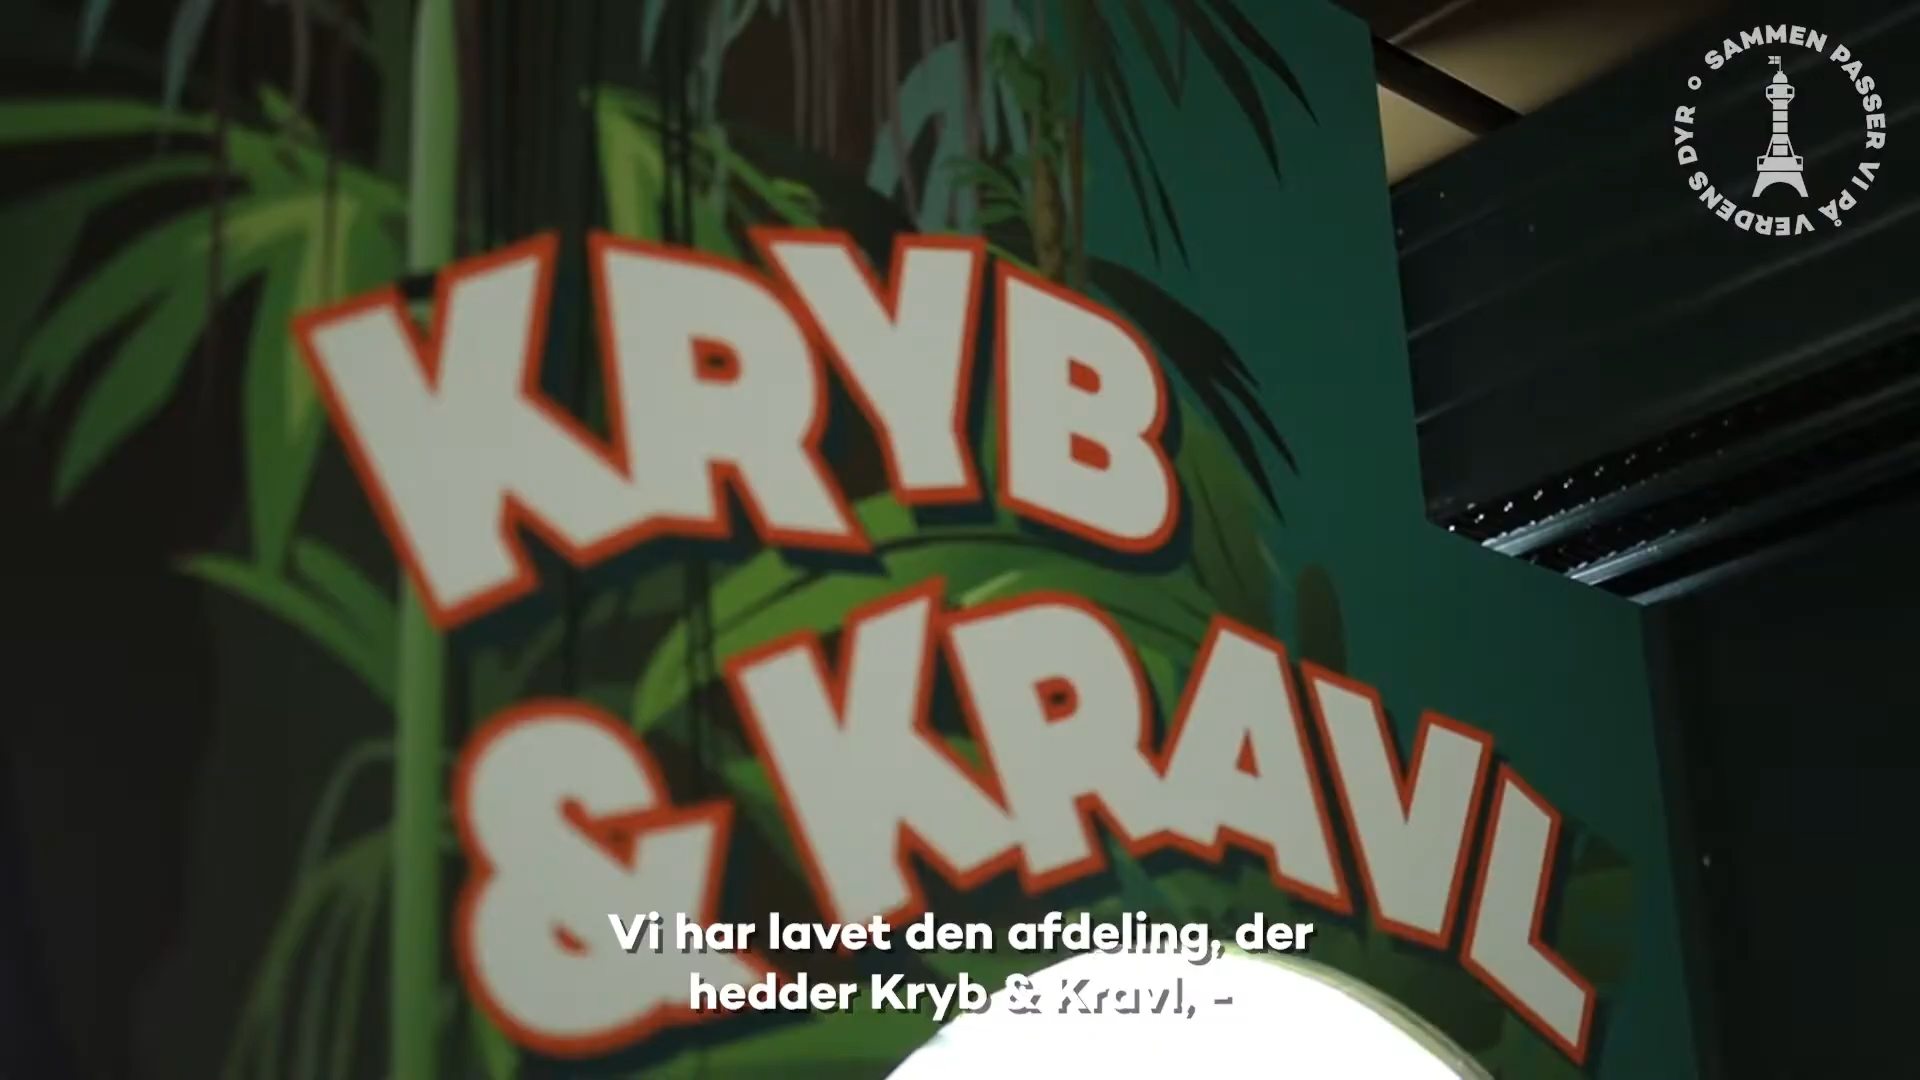 SAMMEN PASSER VI PÅ VERDENS DYR
KRYB
& KRAVL
Vi har lavet den afdeling, der
hedder Kryb & Kravl, -